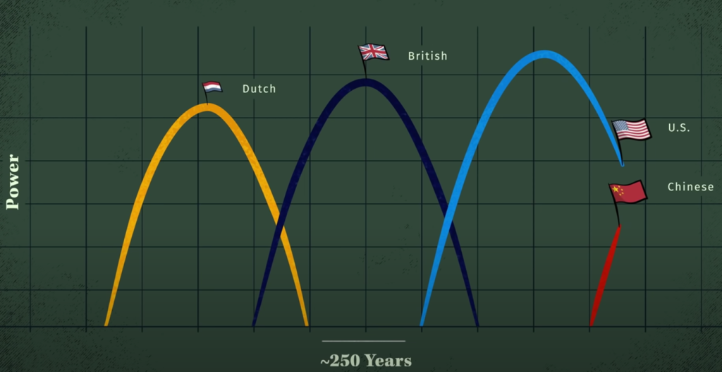 British
Dutch
U.S.
Chinese
Power
~250 Years